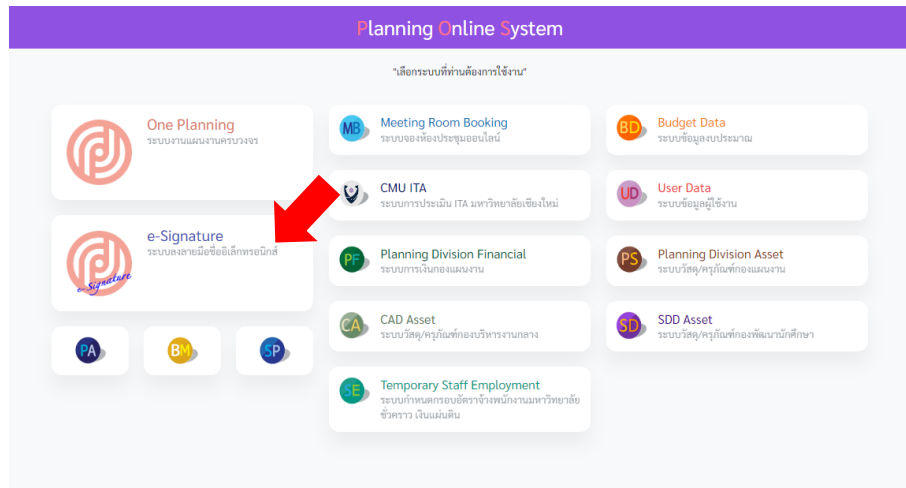 Planning Online System
"เลือกระบบที่ท่านต้องการใช้งาน"
One Planning
ระบบงานแผนงานครบวงจร
e-Signature
ระบบลงลายมือชื่ออิเล็กทรอนิกส์
e-Signature
PA
BM
SP
MB
Meeting Room Booking
ระบบจองห้องประชุมออนไลน์
CMU ITA
ระบบการประเมิน ITA มหาวิทยาลัยเชียงใหม่
PF
Planning Division Financial
ระบบการเงินกองแผนงาน
CA
CAD Asset
ระบบวัสดุ/ครุภัณฑ์กองบริหารงานกลาง
SE
Temporary Staff Employment
ระบบกำหนดกรอบอัตราจ้างพนักงานมหาวิทยาลัย
ชั่วคราว เงินแผ่นดิน
BD
Budget Data
ระบบข้อมูลงบประมาณ
UD
User Data
ระบบข้อมูลผู้ใช้งาน
PS
Planning Division Asset
ระบบวัสดุ/ครุภัณฑ์กองแผนงาน
SD
SDD Asset
ระบบวัสดุ/ครุภัณฑ์กองพัฒนานักศึกษา